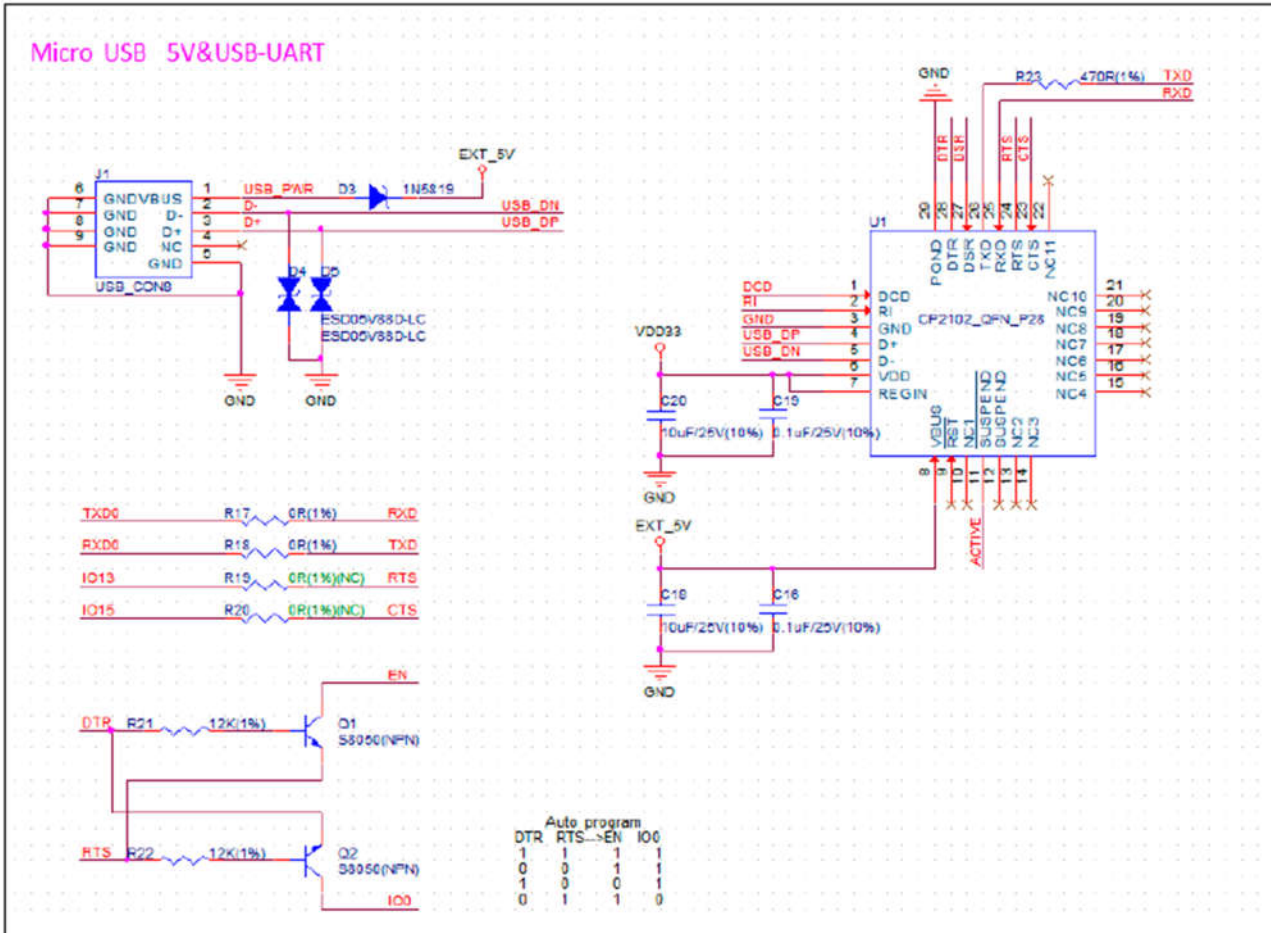 Micro USB 5V&USB-UART
J1
6 GND VBUS 1 USB_PWR D3 1N5819 EXT_5V
7 GND D- 2 D- USB_DN
8 GND D+ 3 D+ USB_DP
9 GND NC 4
GND 5
USB_CON8
D4 D5
ESD05V88D-LC
ESD05V88D-LC
GND GND
TXD0 R17 0R(1%) RXD
RXD0 R18 0R(1%) TXD
IO13 R19 0R(1%)(NC) RTS
IO15 R20 0R(1%)(NC) CTS
EN
DTR R21 12K(1%) Q1
S8050(NPN)
RTS R22 12K(1%) Q2
S8050(NPN)
IO0
Auto program
DTR RTS-->EN IO0
1 1 1 1
0 0 1 1
1 0 0 1
0 1 1 0
GND R23 470R(1%) TXD
RXD
DTR DSR RTS CTS
29 28 27 26 25 24 23 22
U1
PGND DTR DSR TXD RXD RTS CTS NC11
DCD 1 DCD
RI 2 RI
GND 3 GND
USB_DP 4 D+
USB_DN 5 D-
6 VDD
7 REGIN
CP2102_QFN_P28
NC10 21
NC9 20
NC8 19
NC7 18
NC6 17
NC5 16
NC4 15
VBUS RST NC1 SUSPEND SUSPEND NC2 NC3
8 9 10 11 12 13 14
ACTIVE
VDD33
C20 C19
10uF/25V(10%) 0.1uF/25V(10%)
GND
EXT_5V
C18 C16
10uF/25V(10%) 0.1uF/25V(10%)
GND